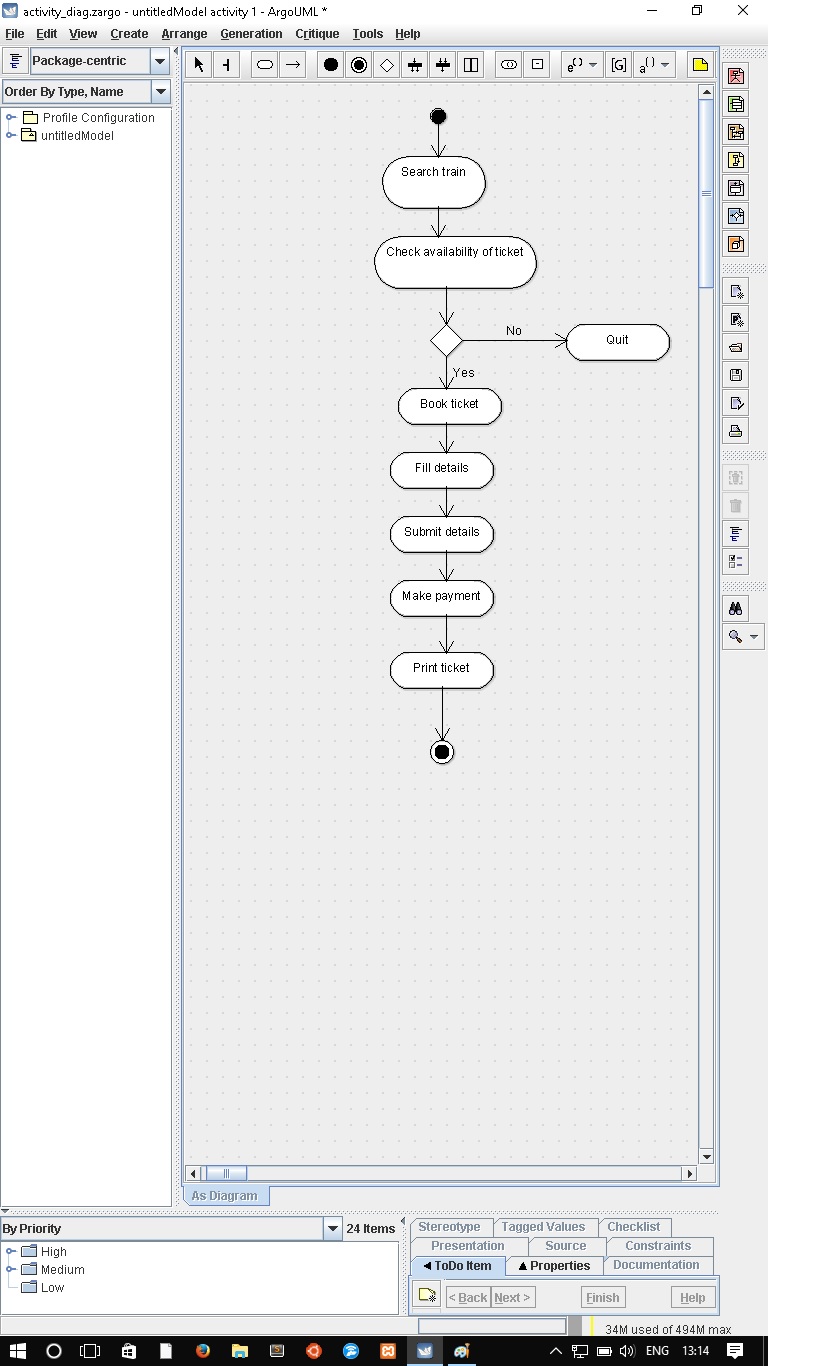 activity_diag.zargo - untitledModel activity 1 - ArgoUML *
File Edit View Create Arrange Generation Critique Tools Help
Package-centric
Order By Type, Name
Profile Configuration
untitledModel
[G]
Search train
Check availability of ticket
No
Quit
Yes
Book ticket
Fill details
Submit details
Make payment
Print ticket
As Diagram
By Priority
24 Items
High
Medium
Low
Stereotype Tagged Values Checklist
Presentation Source Constraints
ToDo Item Properties Documentation
< Back Next > Finish Help
34M used of 494M max
ENG 13:14